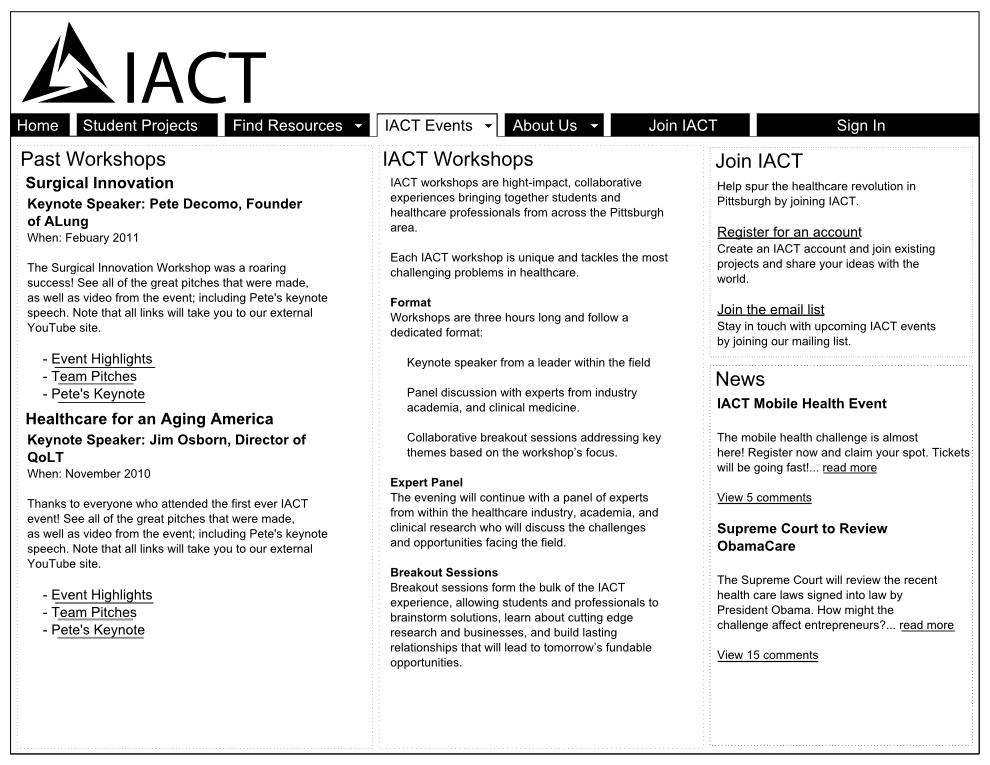 IACT
Home
Student Projects
Find Resources
IACT Events
About Us
Join IACT
Sign In
Past Workshops
Surgical Innovation
Keynote Speaker: Pete Decomo, Founder
of ALung
When: Febuary 2011
The Surgical Innovation Workshop was a roaring
success! See all of the great pitches that were made,
as well as video from the event; including Pete's keynote
speech. Note that all links will take you to our external
YouTube site.
- Event Highlights
- Team Pitches
- Pete's Keynote
Healthcare for an Aging America
Keynote Speaker: Jim Osborn, Director of
QoLT
When: November 2010
Thanks to everyone who attended the first ever IACT
event! See all of the great pitches that were made,
as well as video from the event; including Pete's keynote
speech. Note that all links will take you to our external
YouTube site.
- Event Highlights
- Team Pitches
- Pete's Keynote
IACT Workshops
IACT workshops are hight-impact, collaborative
experiences bringing together students and
healthcare professionals from across the Pittsburgh
area.
Each IACT workshop is unique and tackles the most
challenging problems in healthcare.
Format
Workshops are three hours long and follow a
dedicated format:
Keynote speaker from a leader within the field
Panel discussion with experts from industry
academia, and clinical medicine.
Collaborative breakout sessions addressing key
themes based on the workshop's focus.
Expert Panel
The evening will continue with a panel of experts
from within the healthcare industry, academia, and
clinical research who will discuss the challenges
and opportunities facing the field.
Breakout Sessions
Breakout sessions form the bulk of the IACT
experience, allowing students and professionals to
brainstorm solutions, learn about cutting edge
research and businesses, and build lasting
relationships that will lead to tomorrow's fundable
opportunities.
Join IACT
Help spur the healthcare revolution in
Pittsburgh by joining IACT.
Register for an account
Create an IACT account and join existing
projects and share your ideas with the
world.
Join the email list
Stay in touch with upcoming IACT events
by joining our mailing list.
News
IACT Mobile Health Event
The mobile health challenge is almost
here! Register now and claim your spot. Tickets
will be going fast!... read more
View 5 comments
Supreme Court to Review
ObamaCare
The Supreme Court will review the recent
health care laws signed into law by
President Obama. How might the
challenge affect entrepreneurs?... read more
View 15 comments